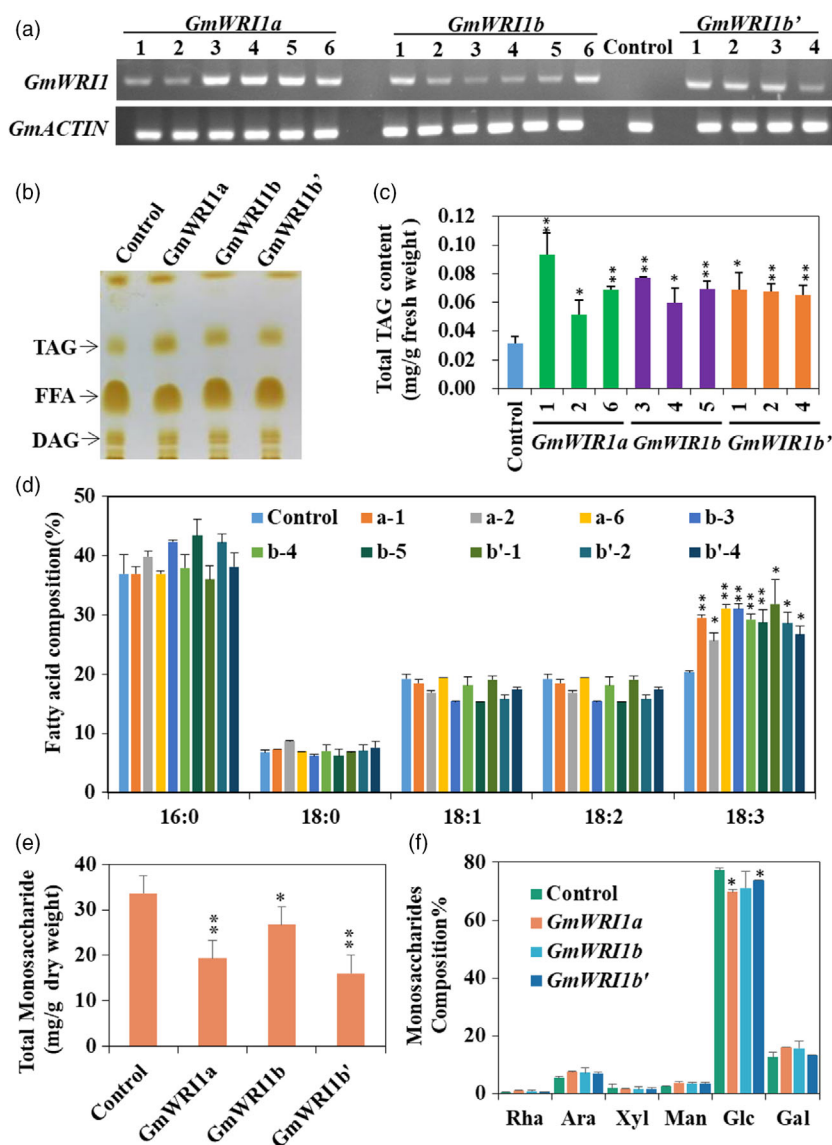 (a)
GmWRI1a GmWRI1b GmWRI1b’
1 2 3 4 5 6 1 2 3 4 5 6 Control 1 2 3 4
GmWRI1
GmACTIN
(b)
Control GmWRI1a GmWRI1b GmWRI1b’
TAG
FFA
DAG
(c)
Total TAG content
(mg/g fresh weight )
0.12
0.10
0.08
0.06
0.04
0.02
0.00
** * ** ** * ** * ** **
Control 1 2 6 3 4 5 1 2 4
GmWIR1a GmWIR1b GmWIR1b’
(d)
Fatty acid composition(%)
50
40
30
20
10
0
Control a-1 a-2 a-6 b-3
b-4 b-5 b'-1 b'-2 b'-4
** * ** ** ** ** * * *
16:0 18:0 18:1 18:2 18:3
(e)
Total Monosaccharide
(mg/g dry weight)
40
30
20
10
0
** * **
Control GmWRI1a GmWRI1b GmWRI1b’
(f)
Monosaccharides
Composition%
80
60
40
20
0
Control
GmWRI1a
GmWRI1b
GmWRI1b'
* *
Rha Ara Xyl Man Glc Gal